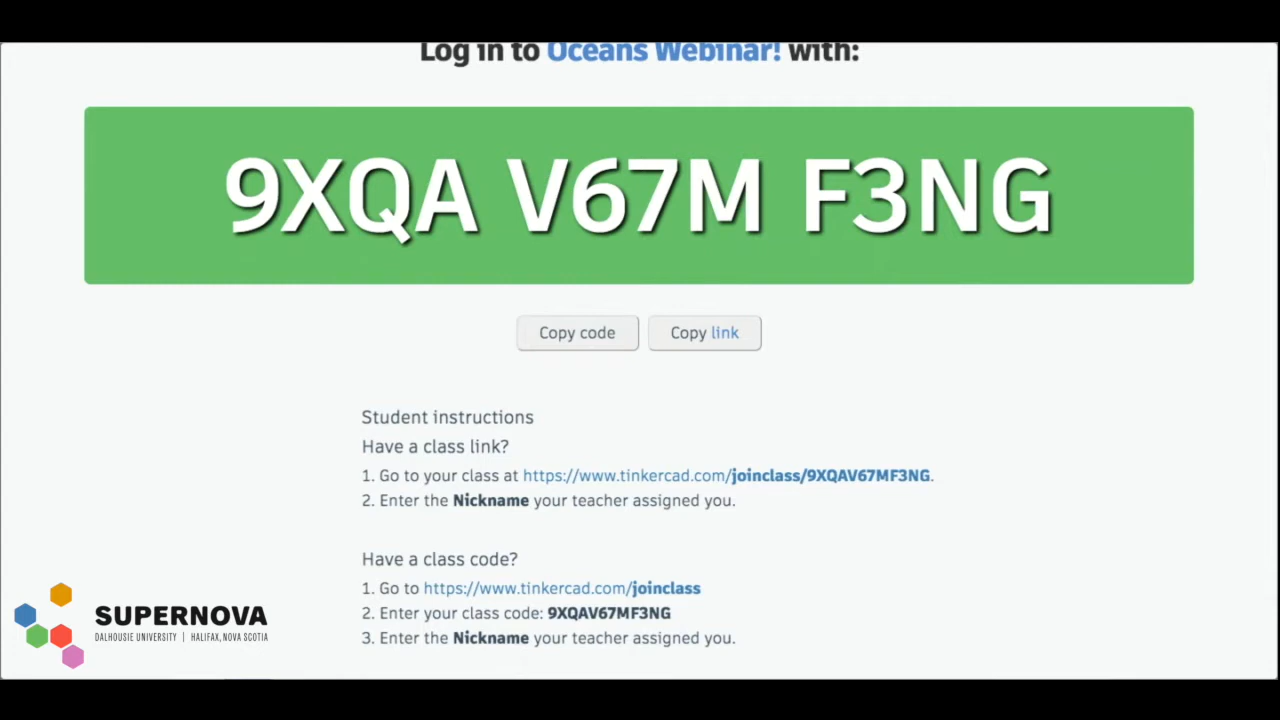 Log in to Oceans Webinar! with:
9XQA V67M F3NG
Copy code Copy link
Student instructions
Have a class link?
1. Go to your class at https://www.tinkercad.com/joinclass/9XQAV67MF3NG.
2. Enter the Nickname your teacher assigned you.
Have a class code?
1. Go to https://www.tinkercad.com/joinclass
2. Enter your class code: 9XQAV67MF3NG
3. Enter the Nickname your teacher assigned you.
SUPERNOVA
DALHOUSIE UNIVERSITY | HALIFAX, NOVA SCOTIA